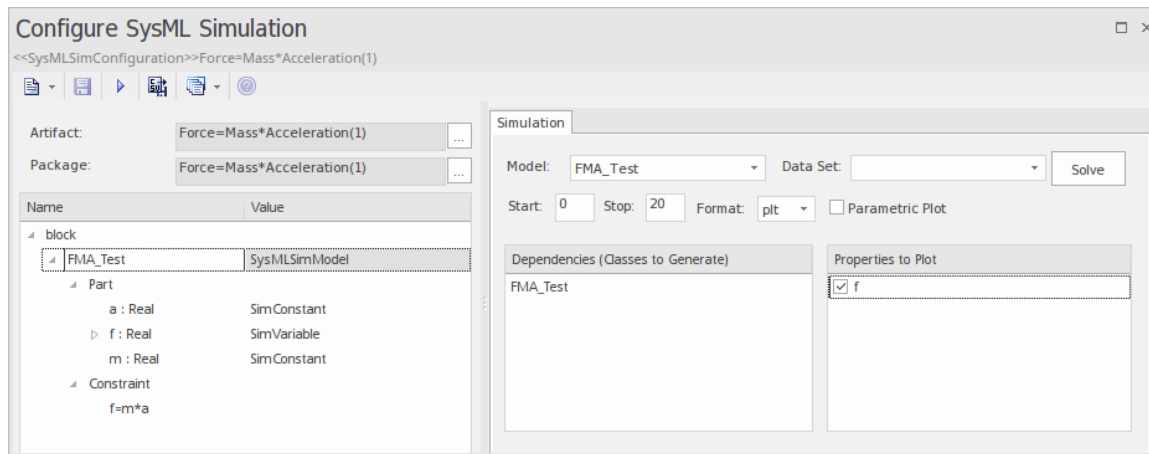 Configure SysML Simulation
<<SysMLSimConfiguration>>Force=Mass*Acceleration(1)
Artifact: Force=Mass*Acceleration(1) ...
Package: Force=Mass*Acceleration(1) ...
Name Value
block
FMA_Test SysMLSimModel
Part
a : Real SimConstant
f : Real SimVariable
m : Real SimConstant
Constraint
f=m*a
Simulation
Model: FMA_Test Data Set: Solve
Start: 0 Stop: 20 Format: plt Parametric Plot
Dependencies (Classes to Generate) Properties to Plot
FMA_Test f